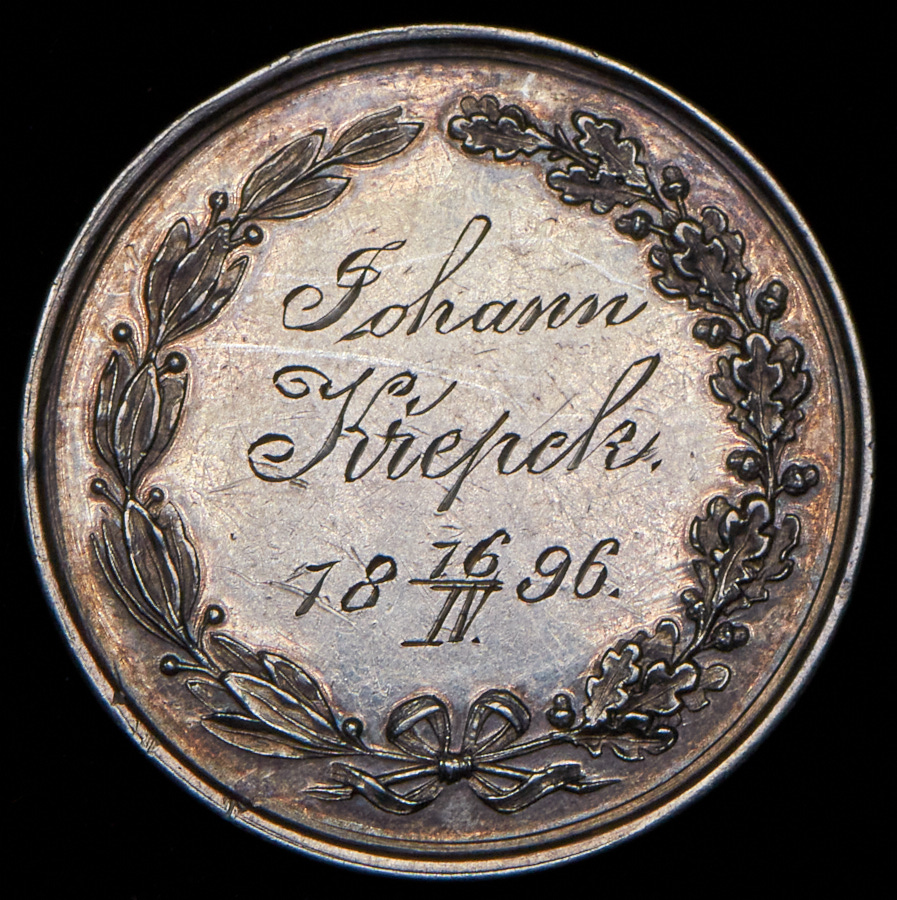 Johann
Křepek.
18 16/IV. 96.